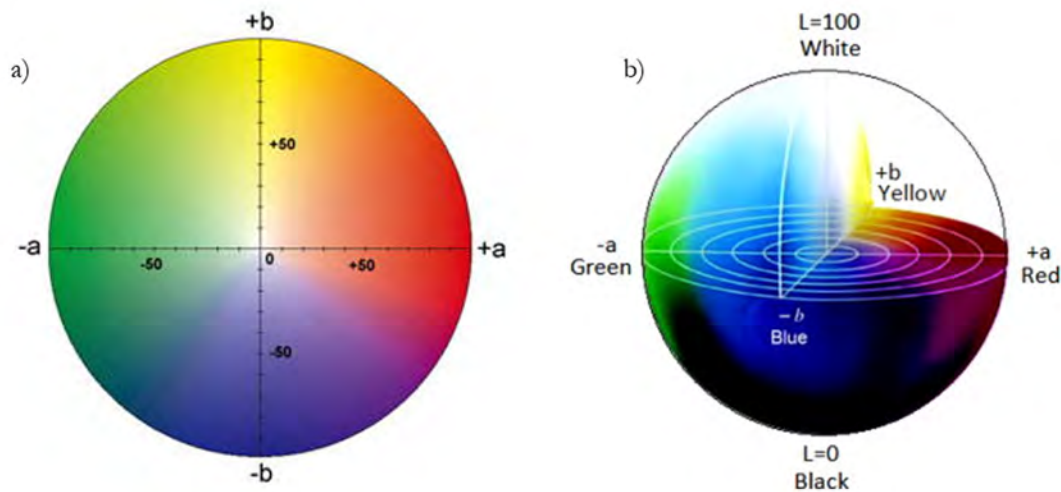 a)
+b
+50
-a
-50
0
+50
+a
-50
-b
b)
L=100
White
+b
Yellow
-a
Green
+a
Red
-b
Blue
L=0
Black